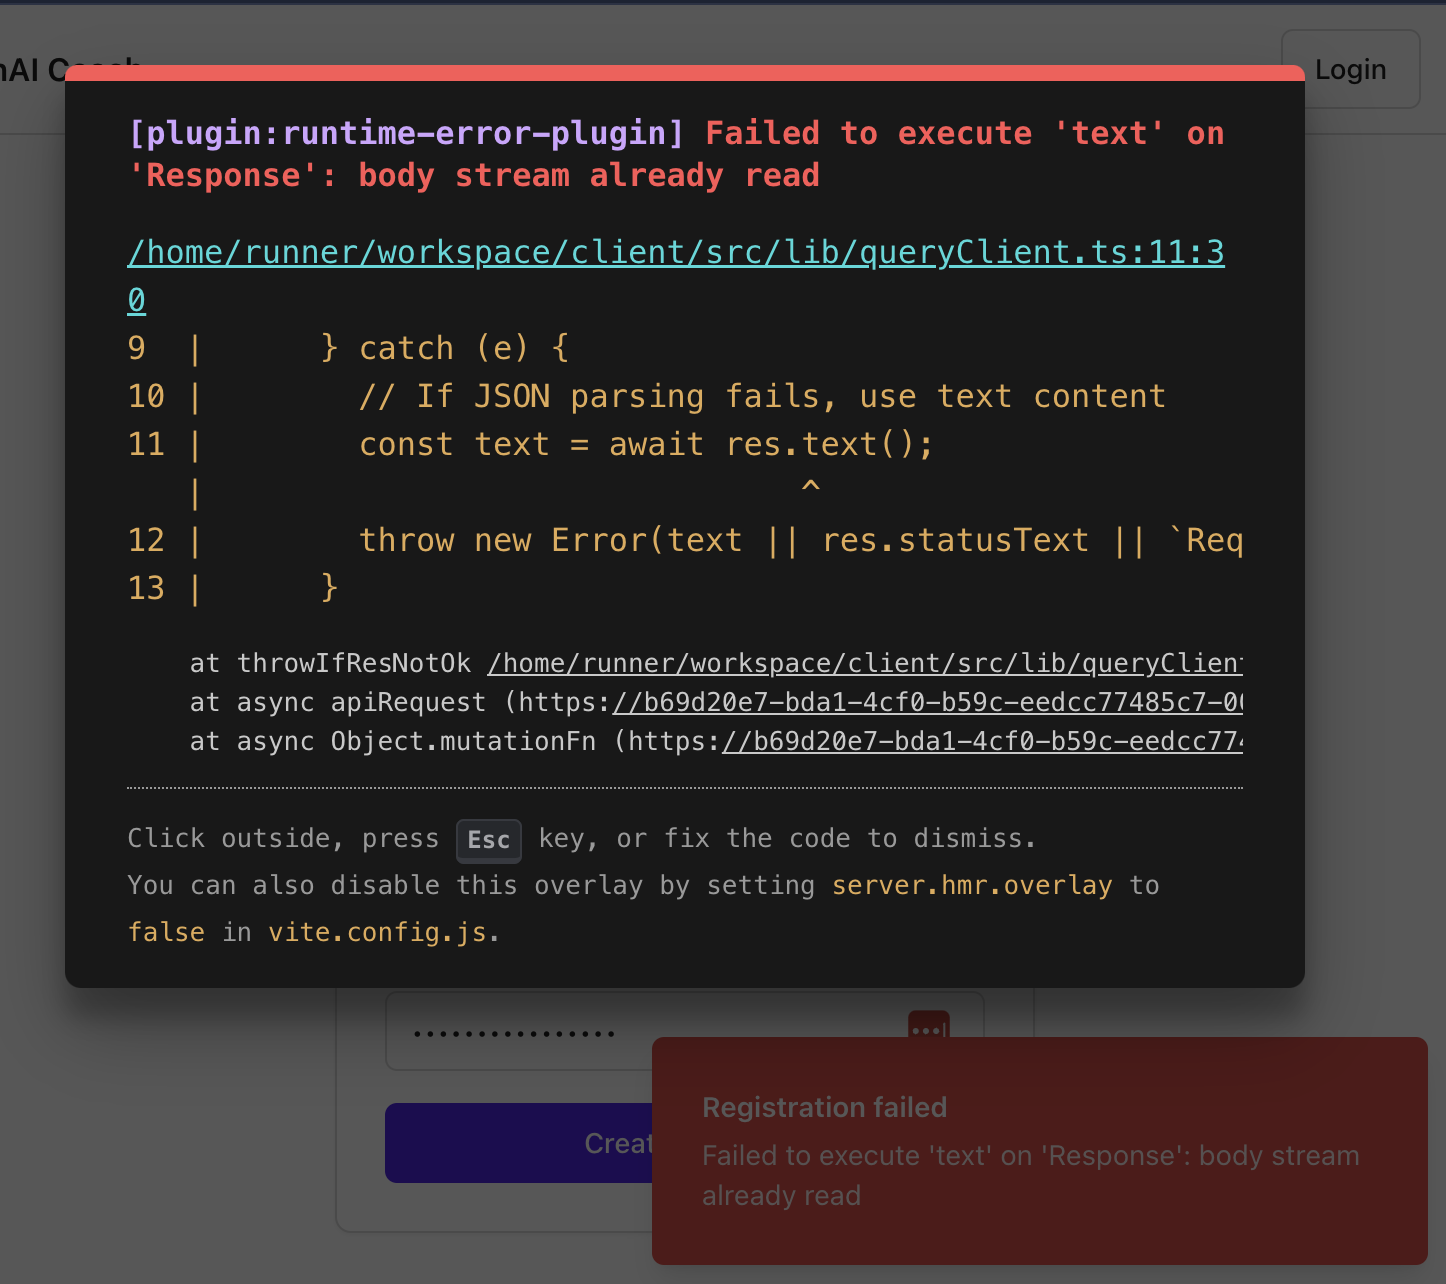 Login
[plugin:runtime-error-plugin] Failed to execute 'text' on
'Response': body stream already read
/home/runner/workspace/client/src/lib/queryClient.ts:11:3
0
9  |      } catch (e) {
10 |        // If JSON parsing fails, use text content
11 |        const text = await res.text();
   |                               ^
12 |        throw new Error(text || res.statusText || `Req
13 |      }
at throwIfResNotOk /home/runner/workspace/client/src/lib/queryClient
at async apiRequest (https://b69d20e7-bda1-4cf0-b59c-eedcc77485c7-0
at async Object.mutationFn (https://b69d20e7-bda1-4cf0-b59c-eedcc774
Click outside, press Esc key, or fix the code to dismiss.
You can also disable this overlay by setting server.hmr.overlay to
false in vite.config.js.
••••••••••••••••
Creat
Registration failed
Failed to execute 'text' on 'Response': body stream
already read